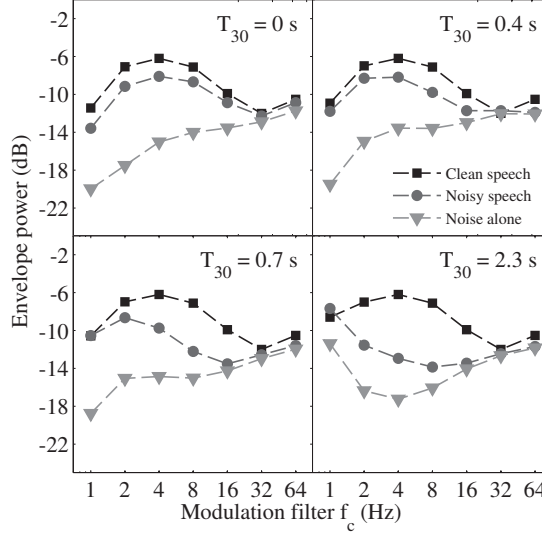 T30 = 0 s
T30 = 0.4 s
-2
-6
-10
-14
-18
-22
Clean speech
Noisy speech
Noise alone
Envelope power (dB)
T30 = 0.7 s
T30 = 2.3 s
-2
-6
-10
-14
-18
-22
1 2 4 8 16 32 64
1 2 4 8 16 32 64
Modulation filter fc (Hz)